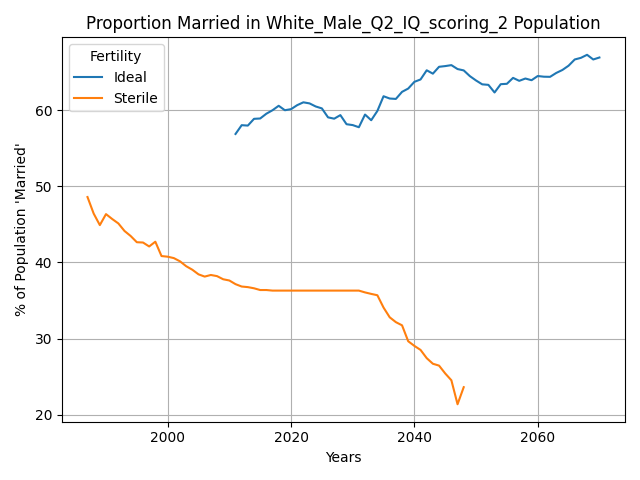 Proportion Married in White_Male_Q2_IQ_scoring_2 Population
Fertility
Ideal
Sterile
% of Population 'Married'
60
50
40
30
20
2000
2020
2040
2060
Years